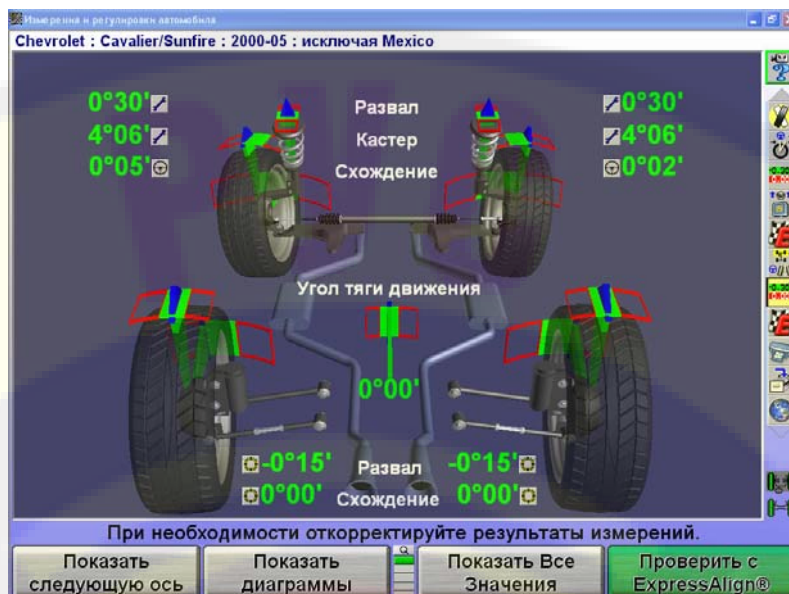 Измерения и регулировки автомобиля
Chevrolet : Cavalier/Sunfire : 2000-05 : исключая Mexico
0°30' Развал 0°30'
4°06' Кастер 4°06'
0°05' Схождение 0°02'
Угол тяги движения
0°00'
-0°15' Развал -0°15'
0°00' Схождение 0°00'
При необходимости откорректируйте результаты измерений.
Показать следующую ось
Показать диаграммы
Показать Все Значения
Проверить с ExpressAlign®